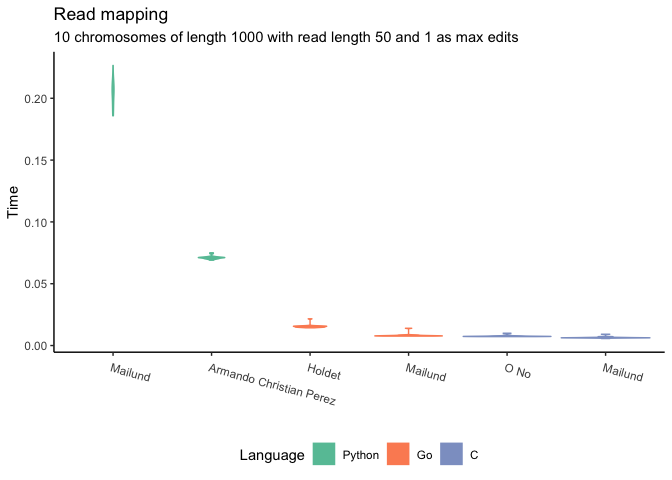 Read mapping
10 chromosomes of length 1000 with read length 50 and 1 as max edits
Time
0.20
0.15
0.10
0.05
0.00
Mailund
Armando Christian Perez
Holdet
Mailund
O No
Mailund
Language Python Go C